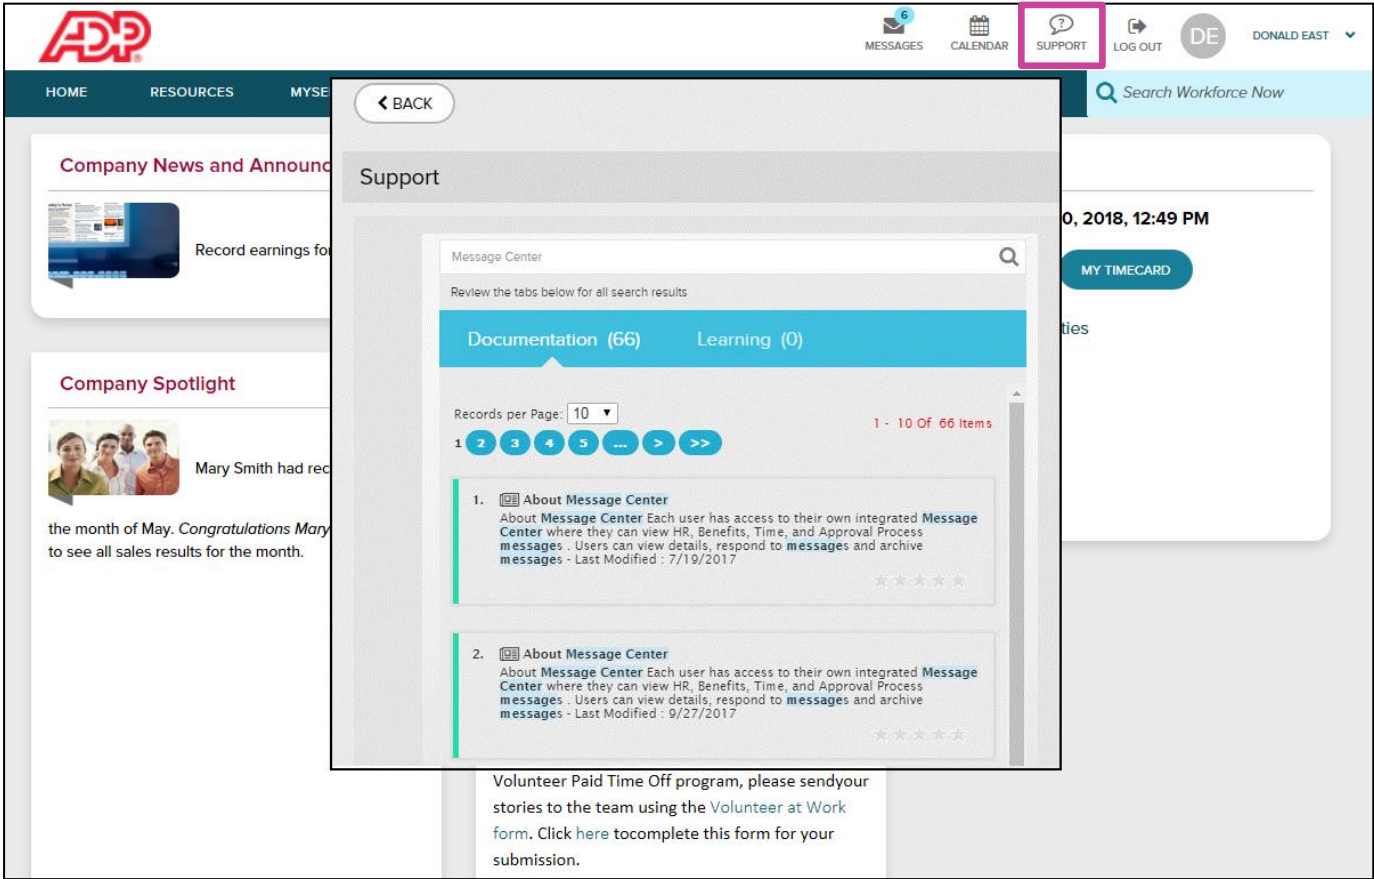 ADP
6
MESSAGES
CALENDAR
SUPPORT
LOG OUT
DE
DONALD EAST
HOME
RESOURCES
MYSE
Search Workforce Now
Company News and Announc
Record earnings for
Company Spotlight
Mary Smith had rec
the month of May. Congratulations Mary
to see all sales results for the month.
BACK
Support
Message Center
Review the tabs below for all search results
Documentation (66)
Learning (0)
Records per Page: 10
1 - 10 Of 66 Items
1 2 3 4 5 ... > >>
1. About Message Center
About Message Center Each user has access to their own integrated Message
Center where they can view HR, Benefits, Time, and Approval Process
messages . Users can view details, respond to messages and archive
messages - Last Modified : 7/19/2017
2. About Message Center
About Message Center Each user has access to their own integrated Message
Center where they can view HR, Benefits, Time, and Approval Process
messages . Users can view details, respond to messages and archive
messages - Last Modified : 9/27/2017
0, 2018, 12:49 PM
MY TIMECARD
ties
Volunteer Paid Time Off program, please sendyour
stories to the team using the Volunteer at Work
form. Click here tocomplete this form for your
submission.